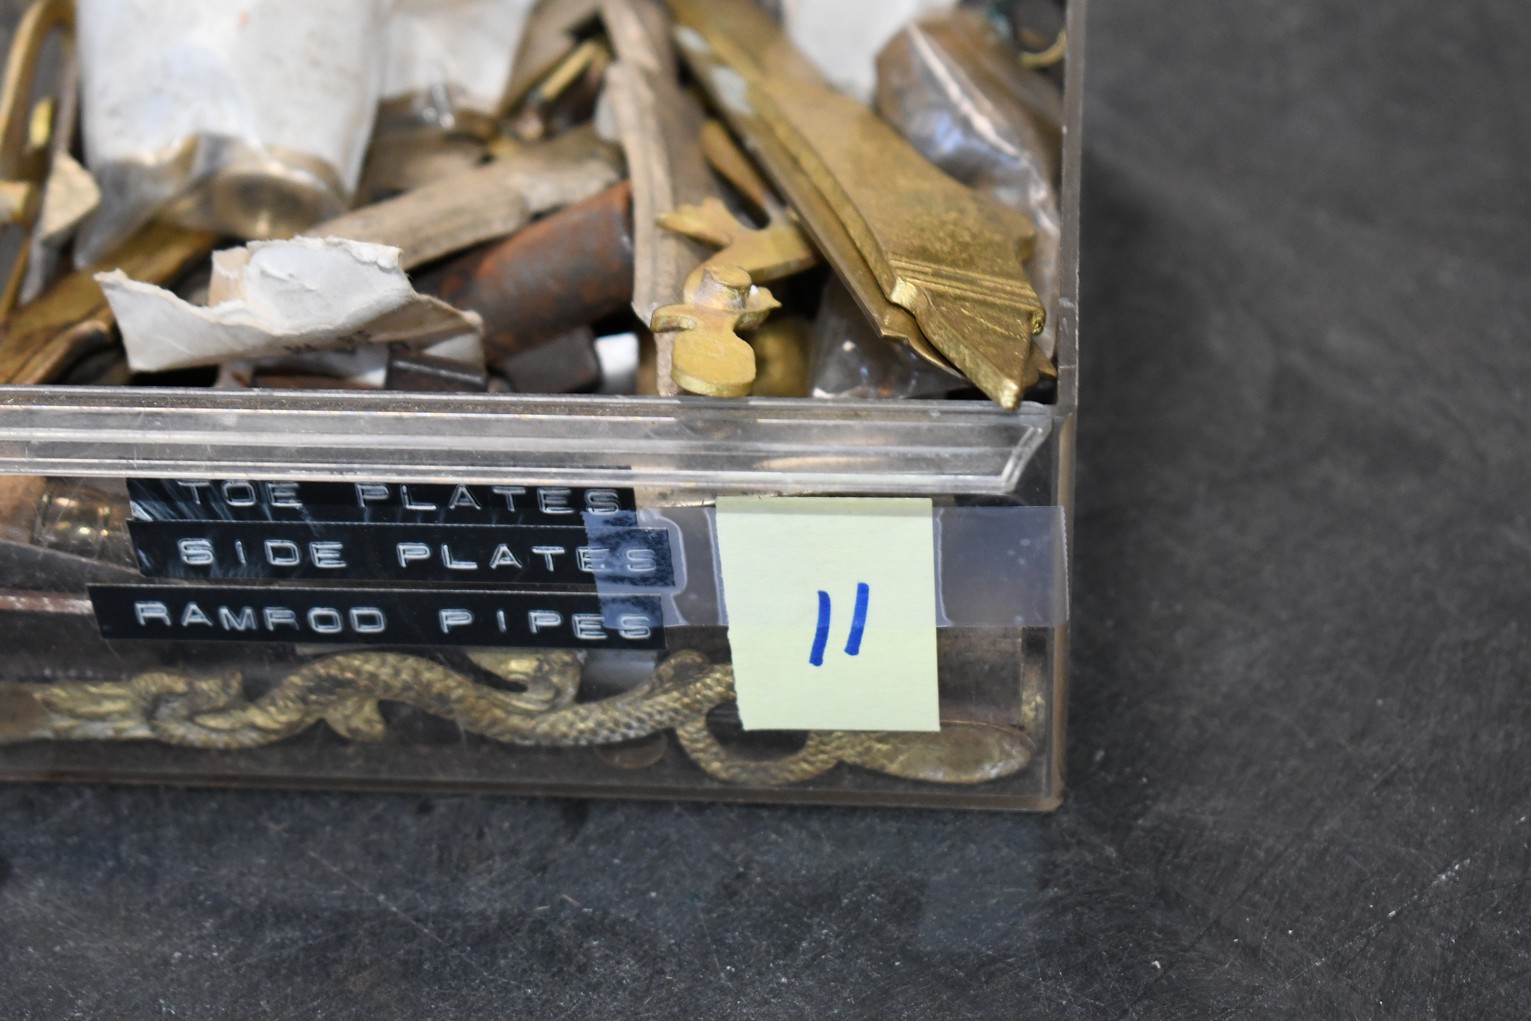 TOE PLATES
SIDE PLATES
RAMROD PIPES
11